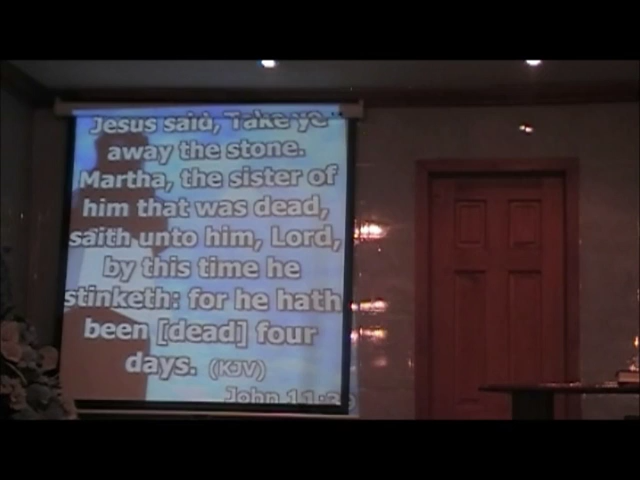 Jesus said, Take ye
away the stone.
Martha, the sister of
him that was dead,
saith unto him, Lord,
by this time he
stinketh: for he hath
been [dead] four
days. (KJV)
John 11:39